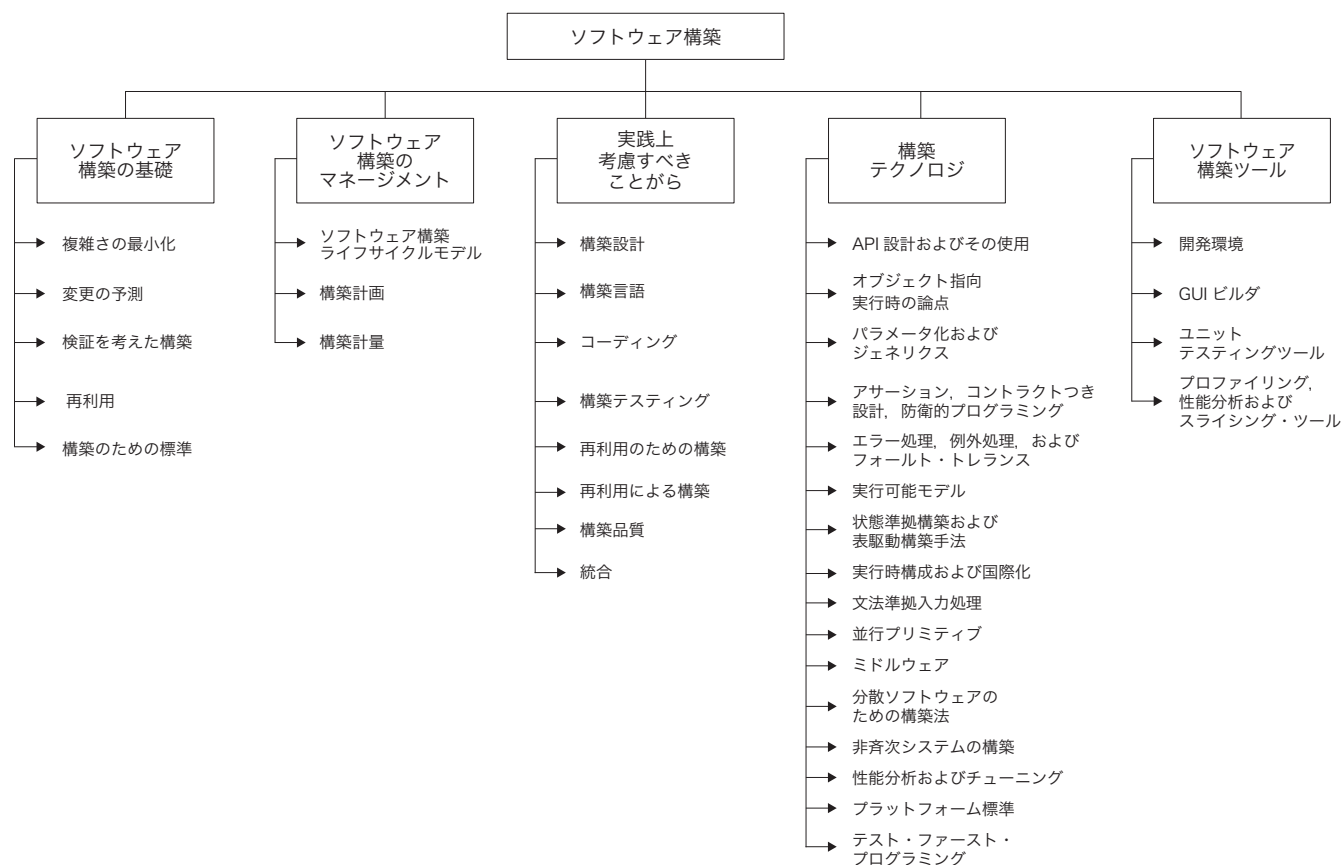 ソフトウェア構築
ソフトウェア
構築の基礎
複雑さの最小化
変更の予測
検証を考えた構築
再利用
構築のための標準
ソフトウェア
構築の
マネージメント
ソフトウェア構築
ライフサイクルモデル
構築計画
構築計量
実践上
考慮すべき
ことがら
構築設計
構築言語
コーディング
構築テスティング
再利用のための構築
再利用による構築
構築品質
統合
構築
テクノロジ
API 設計およびその使用
オブジェクト指向
実行時の論点
パラメータ化および
ジェネリクス
アサーション，コントラクトつき
設計，防衛的プログラミング
エラー処理，例外処理，および
フォールト・トレランス
実行可能モデル
状態準拠構築および
表駆動構築手法
実行時構成および国際化
文法準拠入力処理
並行プリミティブ
ミドルウェア
分散ソフトウェアの
ための構築法
非斉次システムの構築
性能分析およびチューニング
プラットフォーム標準
テスト・ファースト・
プログラミング
ソフトウェア
構築ツール
開発環境
GUI ビルダ
ユニット
テスティングツール
プロファイリング，
性能分析および
スライシング・ツール